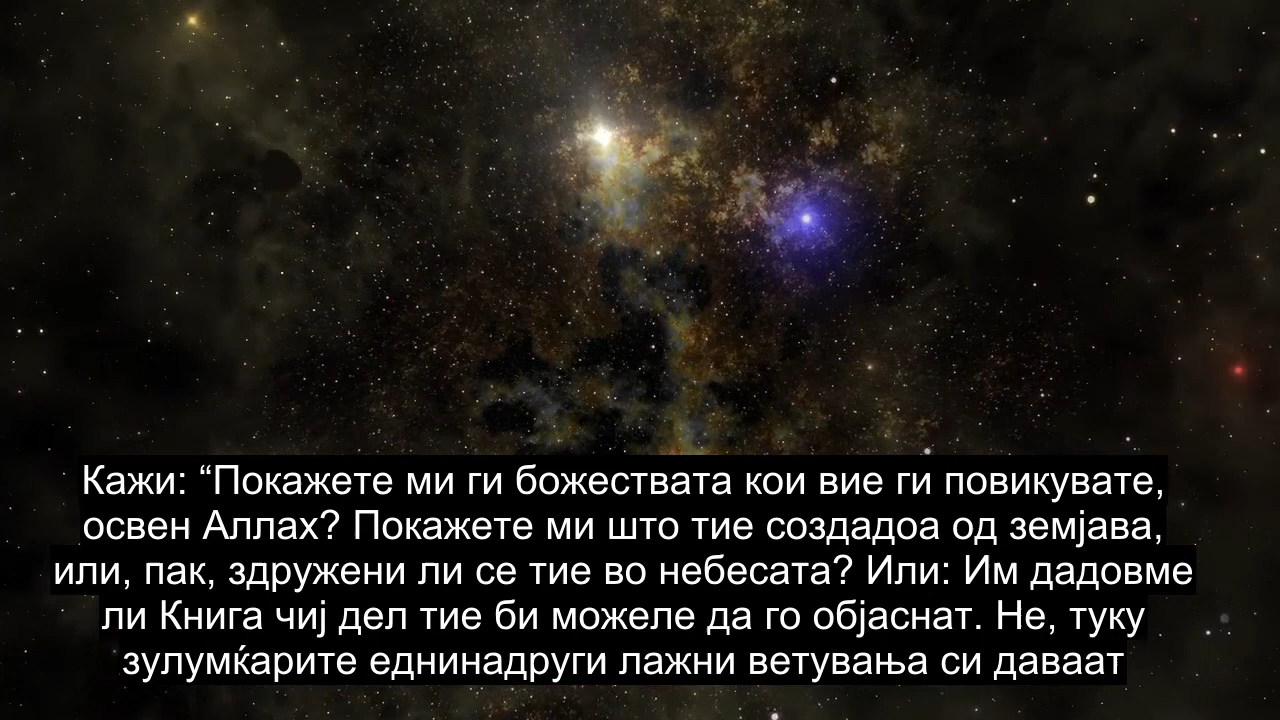 Кажи: “Покажете ми ги божествата кои вие ги повикувате,
освен Аллах? Покажете ми што тие создадоа од земјава,
или, пак, здружени ли се тие во небесата? Или: Им дадовме
ли Книга чиј дел тие би можеле да го објаснат. Не, туку
зулумќарите еднинадруги лажни ветувања си даваат